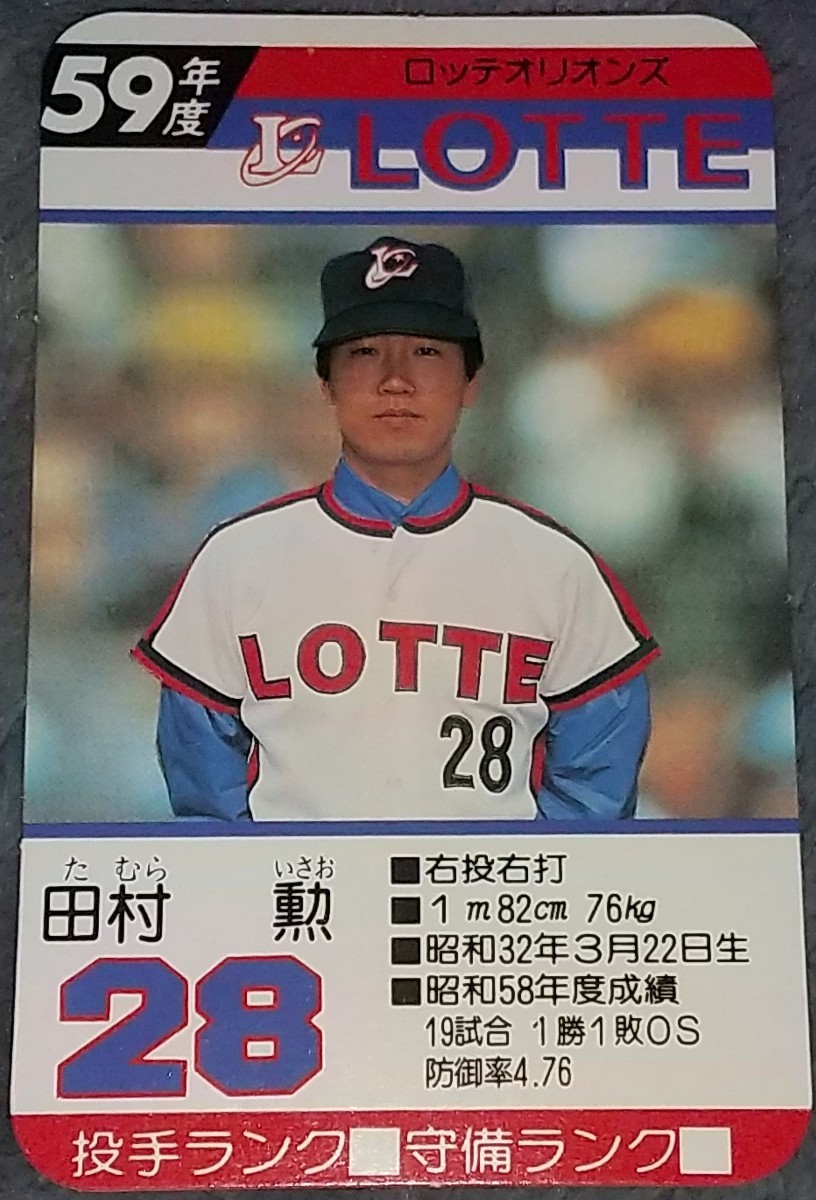 59年度
ロッテオリオンズ
LOTTE
LOTTE
28
たむら いさお
田村 勲
28
■右投右打
■1m82cm 76kg
■昭和32年3月22日生
■昭和58年度成績
19試合 1勝1敗0S
防御率4.76
投手ランク□守備ランク□